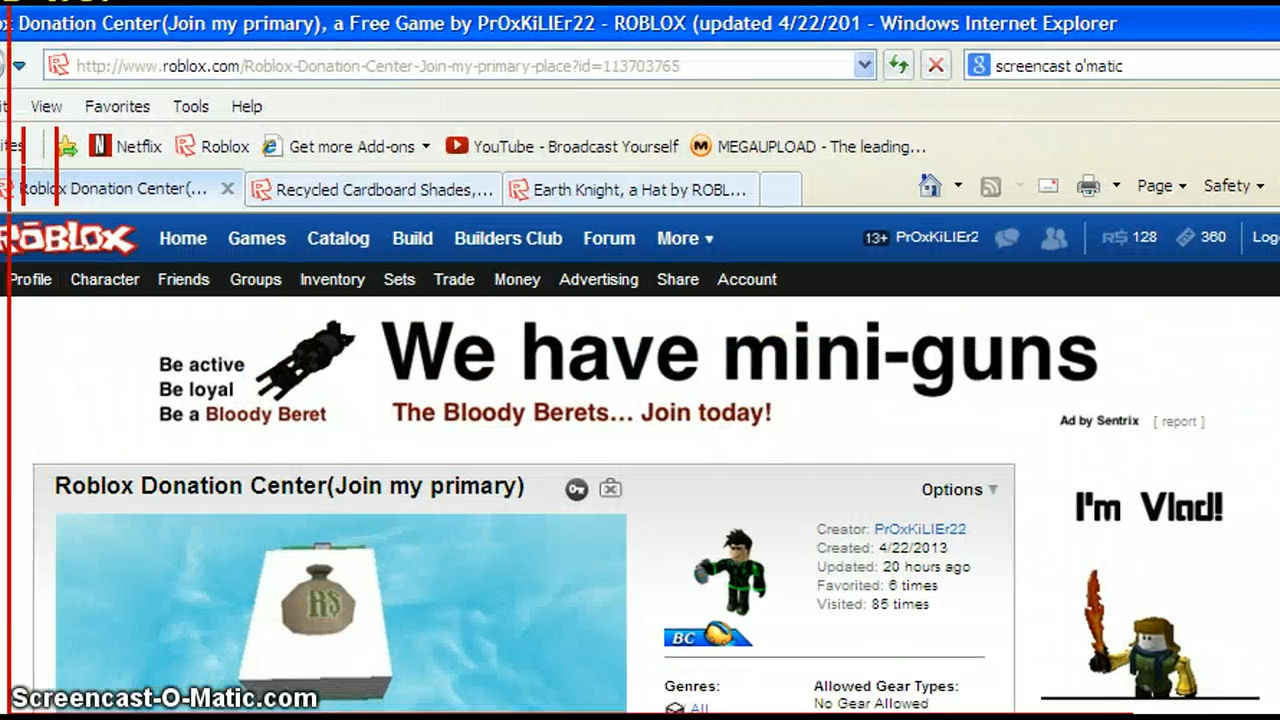 x Donation Center(Join my primary), a Free Game by PrOxKiLlEr22 - ROBLOX (updated 4/22/201 - Windows Internet Explorer
http://www.roblox.com/Roblox-Donation-Center-Join-my-primary-place?id=113703765
screencast o'matic
View Favorites Tools Help
Netflix Roblox Get more Add-ons YouTube - Broadcast Yourself MEGAUPLOAD - The leading...
Roblox Donation Center(... Recycled Cardboard Shades,... Earth Knight, a Hat by ROBL... Page Safety
ROBLOX Home Games Catalog Build Builders Club Forum More 13+ PrOxKiLlEr2 R$ 128 360 Log
Profile Character Friends Groups Inventory Sets Trade Money Advertising Share Account
Be active
Be loyal
Be a Bloody Beret
We have mini-guns
The Bloody Berets... Join today!
Ad by Sentrix [ report ]
Roblox Donation Center(Join my primary)
Options
R$
Creator: PrOxKiLlEr22
Created: 4/22/2013
Updated: 20 hours ago
Favorited: 6 times
Visited: 85 times
BC
Genres:
All
Allowed Gear Types:
No Gear Allowed
I'm Vlad!
Screencast-O-Matic.com